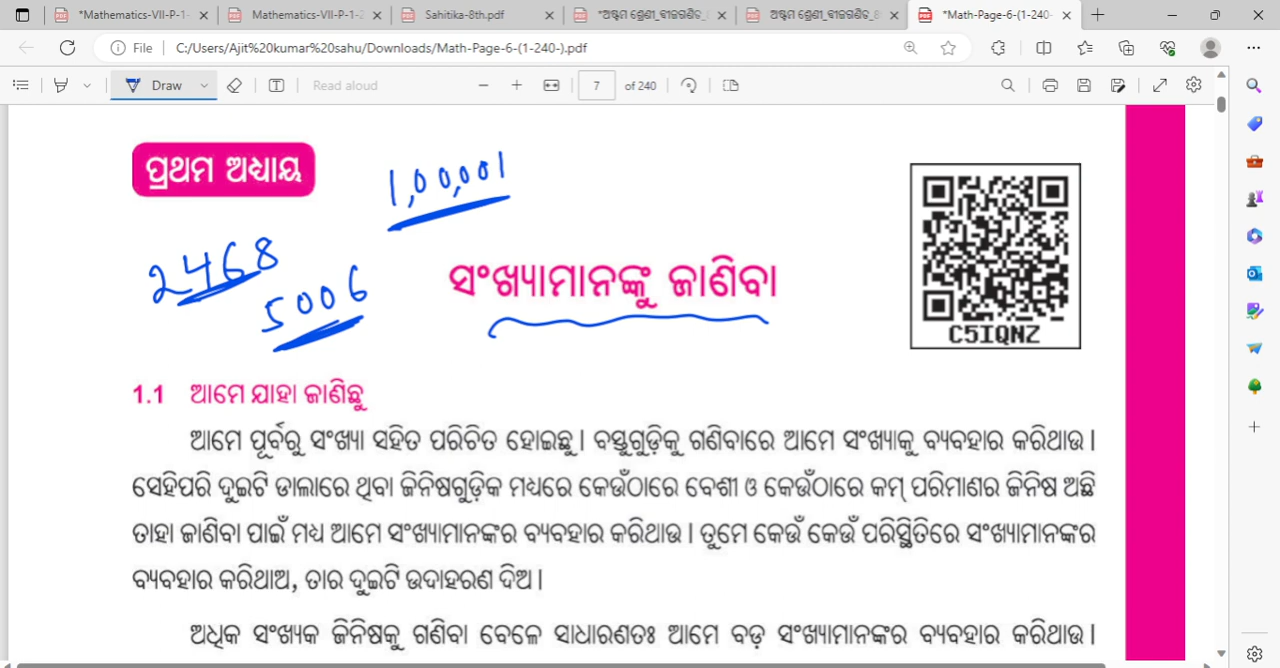 *Mathematics-VII-P-1-
Mathematics-VII-P-1-2
Sahitika-8th.pdf
*ଅଷ୍ଟମ ଶ୍ରେଣୀ_ବୀଜଗଣିତ_
ଅଷ୍ଟମ ଶ୍ରେଣୀ_ବୀଜଗଣିତ_8
*Math-Page-6-(1-240-
File C:/Users/Ajit%20kumar%20sahu/Downloads/Math-Page-6-(1-240-).pdf
Draw Read aloud 7 of 240
ପ୍ରଥମ ଅଧ୍ୟାୟ
1,00,001
2468
5006
ସଂଖ୍ୟାମାନଙ୍କୁ ଜାଣିବା
C5IQNZ
1.1 ଆମେ ଯାହା ଜାଣିଛୁ
ଆମେ ପୂର୍ବରୁ ସଂଖ୍ୟା ସହିତ ପରିଚିତ ହୋଇଛୁ। ବସ୍ତୁଗୁଡ଼ିକୁ ଗଣିବାରେ ଆମେ ସଂଖ୍ୟାକୁ ବ୍ୟବହାର କରିଥାଉ।
ସେହିପରି ଦୁଇଟି ଡାଲାରେ ଥିବା ଜିନିଷଗୁଡ଼ିକ ମଧ୍ୟରେ କେଉଁଠାରେ ବେଶୀ ଓ କେଉଁଠାରେ କମ୍ ପରିମାଣର ଜିନିଷ ଅଛି
ତାହା ଜାଣିବା ପାଇଁ ମଧ୍ୟ ଆମେ ସଂଖ୍ୟାମାନଙ୍କର ବ୍ୟବହାର କରିଥାଉ। ତୁମେ କେଉଁ କେଉଁ ପରିସ୍ଥିତିରେ ସଂଖ୍ୟାମାନଙ୍କର
ବ୍ୟବହାର କରିଥାଅ, ତାର ଦୁଇଟି ଉଦାହରଣ ଦିଅ।
ଅଧିକ ସଂଖ୍ୟକ ଜିନିଷକୁ ଗଣିବା ବେଳେ ସାଧାରଣତଃ ଆମେ ବଡ଼ ସଂଖ୍ୟାମାନଙ୍କର ବ୍ୟବହାର କରିଥାଉ।